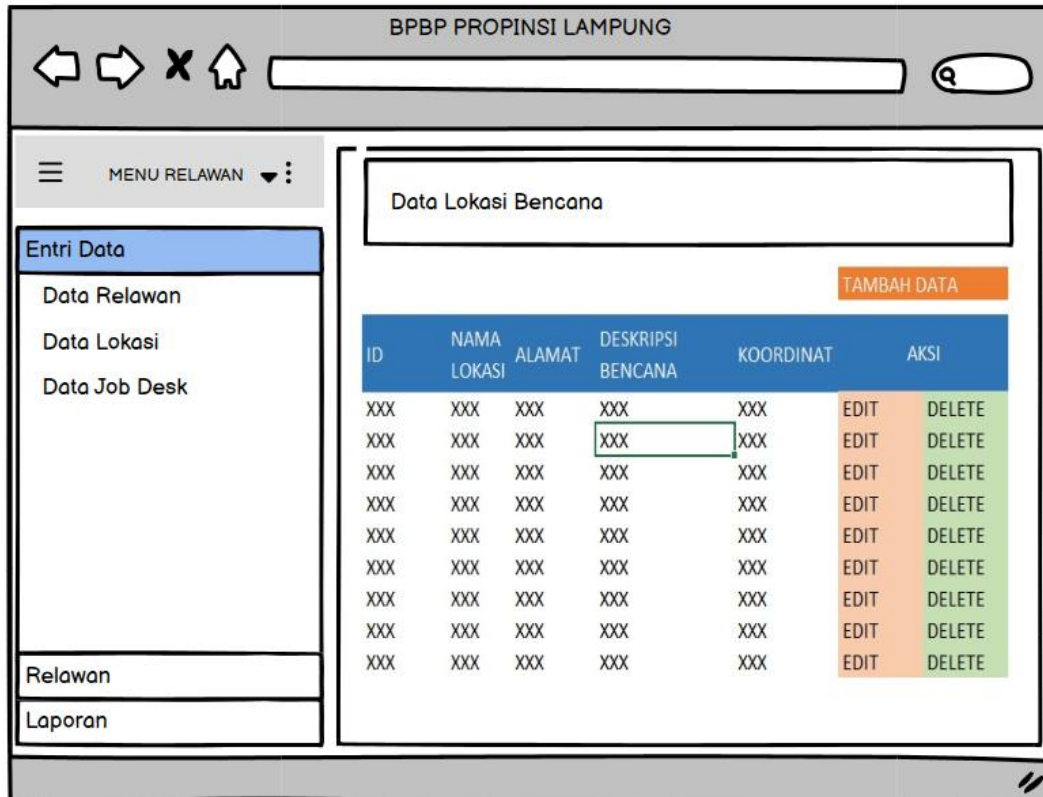 BPBP PROPINSI LAMPUNG
MENU RELAWAN
Entri Data
Data Relawan
Data Lokasi
Data Job Desk
Relawan
Laporan
Data Lokasi Bencana
TAMBAH DATA
ID NAMA LOKASI ALAMAT DESKRIPSI BENCANA KOORDINAT AKSI
XXX XXX XXX XXX XXX EDIT DELETE
XXX XXX XXX XXX XXX EDIT DELETE
XXX XXX XXX XXX XXX EDIT DELETE
XXX XXX XXX XXX XXX EDIT DELETE
XXX XXX XXX XXX XXX EDIT DELETE
XXX XXX XXX XXX XXX EDIT DELETE
XXX XXX XXX XXX XXX EDIT DELETE
XXX XXX XXX XXX XXX EDIT DELETE
XXX XXX XXX XXX XXX EDIT DELETE